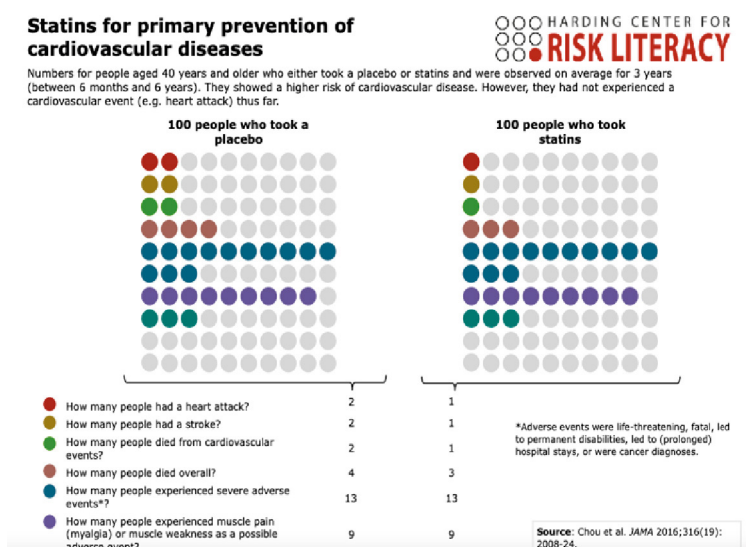 Statins for primary prevention of
cardiovascular diseases
HARDING CENTER FOR
RISK LITERACY
Numbers for people aged 40 years and older who either took a placebo or statins and were observed on average for 3 years
(between 6 months and 6 years). They showed a higher risk of cardiovascular disease. However, they had not experienced a
cardiovascular event (e.g. heart attack) thus far.
100 people who took a
placebo
100 people who took
statins
How many people had a heart attack? 2 1
How many people had a stroke? 2 1
How many people died from cardiovascular
events? 2 1
How many people died overall? 4 3
How many people experienced severe adverse
events*? 13 13
How many people experienced muscle pain
(myalgia) or muscle weakness as a possible 9 9
adverse event?
*Adverse events were life-threatening, fatal, led
to permanent disabilities, led to (prolonged)
hospital stays, or were cancer diagnoses.
Source: Chou et al. JAMA 2016;316(19):
2008-24.